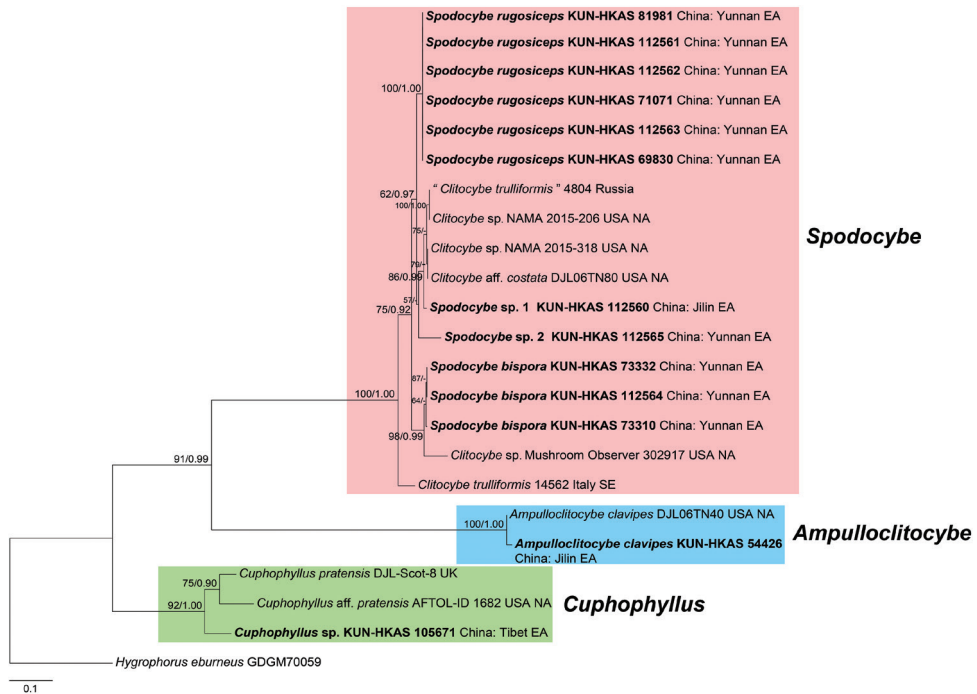 Spodocybe rugosiceps KUN-HKAS 81981 China: Yunnan EA
Spodocybe rugosiceps KUN-HKAS 112561 China: Yunnan EA
Spodocybe rugosiceps KUN-HKAS 112562 China: Yunnan EA
100/1.00
Spodocybe rugosiceps KUN-HKAS 71071 China: Yunnan EA
Spodocybe rugosiceps KUN-HKAS 112563 China: Yunnan EA
Spodocybe rugosiceps KUN-HKAS 69830 China: Yunnan EA
62/0.97
“ Clitocybe trulliformis ” 4804 Russia
100/1.00
Clitocybe sp. NAMA 2015-206 USA NA
75/-
Spodocybe
Clitocybe sp. NAMA 2015-318 USA NA
79/-
86/0.99
Clitocybe aff. costata DJL06TN80 USA NA
57/-
75/0.92
Spodocybe sp. 1 KUN-HKAS 112560 China: Jilin EA
Spodocybe sp. 2 KUN-HKAS 112565 China: Yunnan EA
Spodocybe bispora KUN-HKAS 73332 China: Yunnan EA
87/-
100/1.00
Spodocybe bispora KUN-HKAS 112564 China: Yunnan EA
64/-
Spodocybe bispora KUN-HKAS 73310 China: Yunnan EA
98/0.99
Clitocybe sp. Mushroom Observer 302917 USA NA
91/0.99
Clitocybe trulliformis 14562 Italy SE
Ampulloclitocybe clavipes DJL06TN40 USA NA
100/1.00
Ampulloclitocybe
Ampulloclitocybe clavipes KUN-HKAS 54426
China: Jilin EA
Cuphophyllus pratensis DJL-Scot-8 UK
75/0.90
Cuphophyllus aff. pratensis AFTOL-ID 1682 USA NA
Cuphophyllus
92/1.00
Cuphophyllus sp. KUN-HKAS 105671 China: Tibet EA
Hygrophorus eburneus GDGM70059
0.1